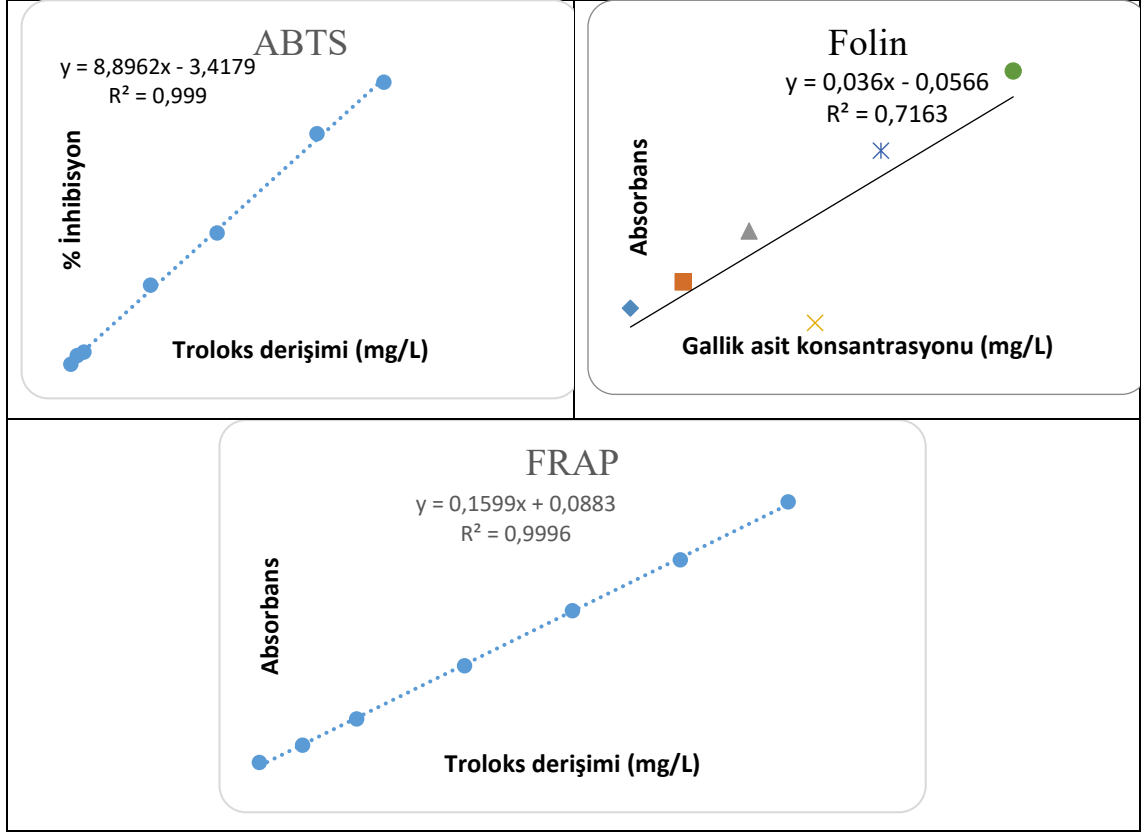 ABTS
y = 8,8962x - 3,4179
R² = 0,999
% İnhibisyon
Troloks derişimi (mg/L)
Folin
y = 0,036x - 0,0566
R² = 0,7163
Absorbans
Gallik asit konsantrasyonu (mg/L)
FRAP
y = 0,1599x + 0,0883
R² = 0,9996
Absorbans
Troloks derişimi (mg/L)